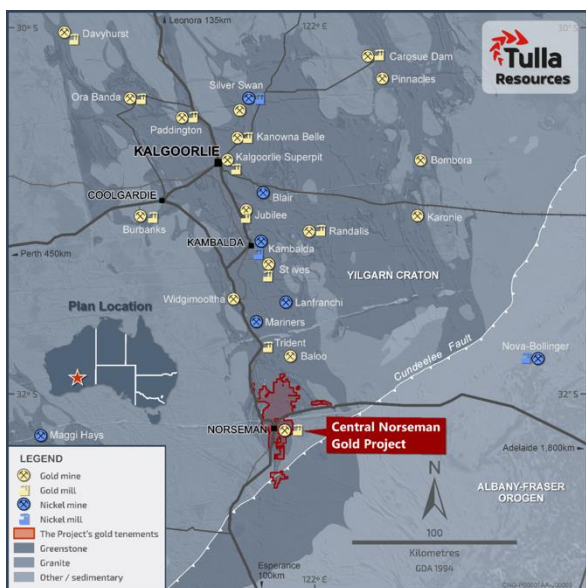 30° S
Leonora 135km
122° E
30° S
Tulla
Resources
Davyhurst
Carosue Dam
Pinnacles
Silver Swan
Ora Banda
Paddington
Kanowna Belle
KALGOORLIE
Kalgoorlie Superpit
Bombora
COOLGARDIE
Blair
Burbanks
Jubilee
Karonie
Randalls
KAMBALDA
Kambalda
Perth 450km
St Ives
YILGARN CRATON
Widgimooltha
Lanfranchi
Plan Location
Mariners
Trident
Baloo
Cundeelee Fault
Nova-Bollinger
32° S
32° S
NORSEMAN
Central Norseman
Gold Project
Maggi Hays
Adelaide 1,800km
LEGEND
Gold mine
Gold mill
Nickel mine
Nickel mill
The Project's gold tenements
Greenstone
Granite
Other / sedimentary
N
ALBANY-FRASER
OROGEN
100
Kilometres
GDA 1994
Esperance
100km
122° E